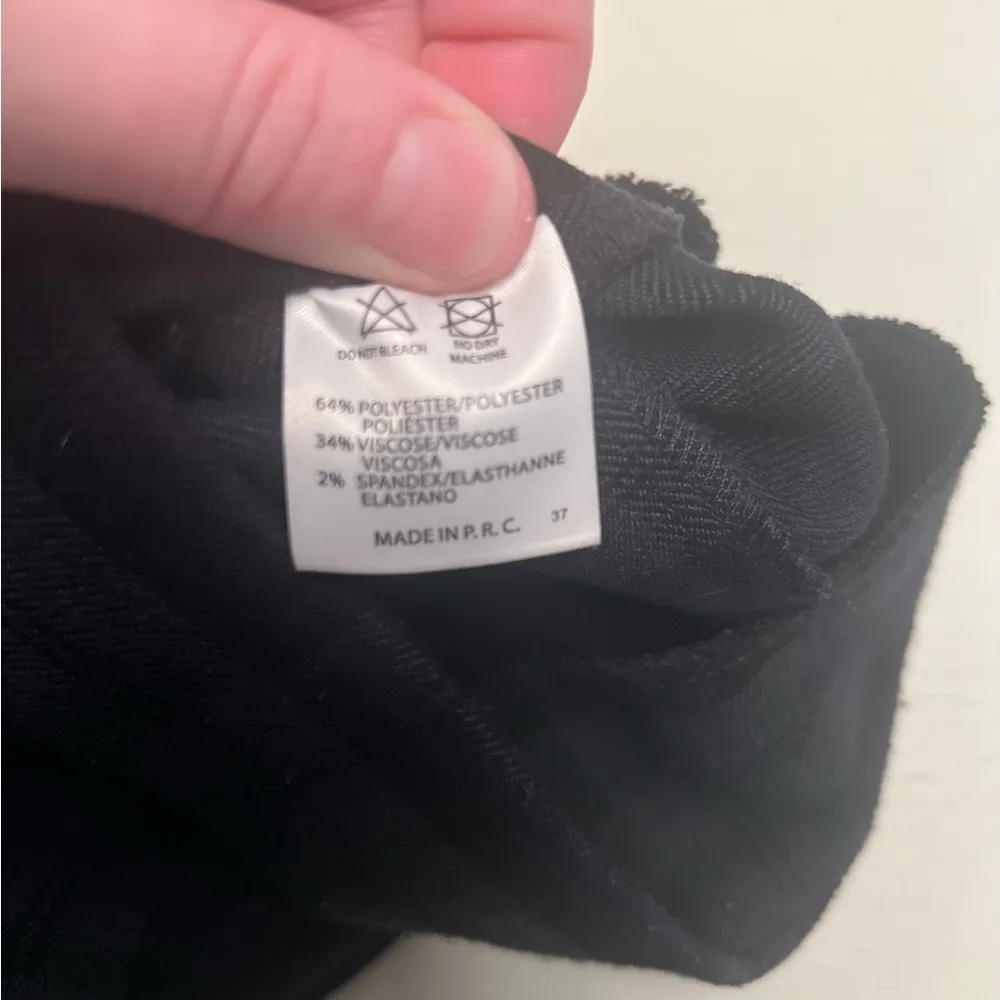 DO NOT BLEACH
NO DRY
MACHINE
64% POLYESTER/POLYESTER
POLIÉSTER
34% VISCOSE/VISCOSE
VISCOSA
2% SPANDEX/ELASTHANNE
ELASTANO
MADE IN P. R. C. 37